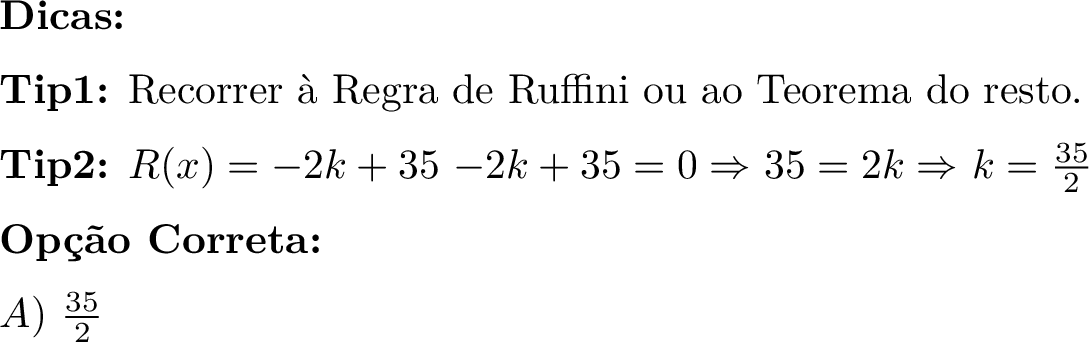 Dicas:
Tip1: Recorrer à Regra de Ruffini ou ao Teorema do resto.
Tip2: $R(x) = -2k + 35$ $-2k + 35 = 0 \Rightarrow 35 = 2k \Rightarrow k = \frac{35}{2}$
Opção Correta:
$A)$ $\frac{35}{2}$